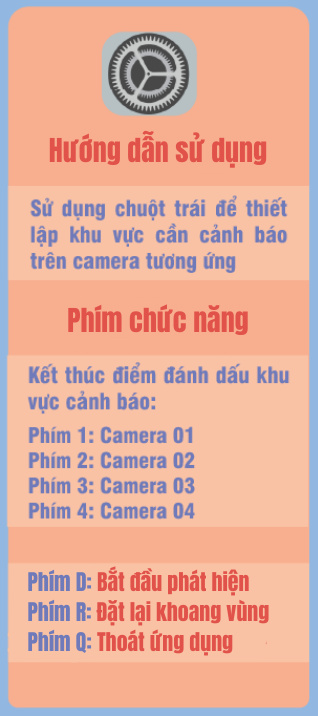 Hướng dẫn sử dụng
Sử dụng chuột trái để thiết
lập khu vực cần cảnh báo
trên camera tương ứng
Phím chức năng
Kết thúc điểm đánh dấu khu
vực cảnh báo:
Phím 1: Camera 01
Phím 2: Camera 02
Phím 3: Camera 03
Phím 4: Camera 04
Phím D: Bắt đầu phát hiện
Phím R: Đặt lại khoang vùng
Phím Q: Thoát ứng dụng